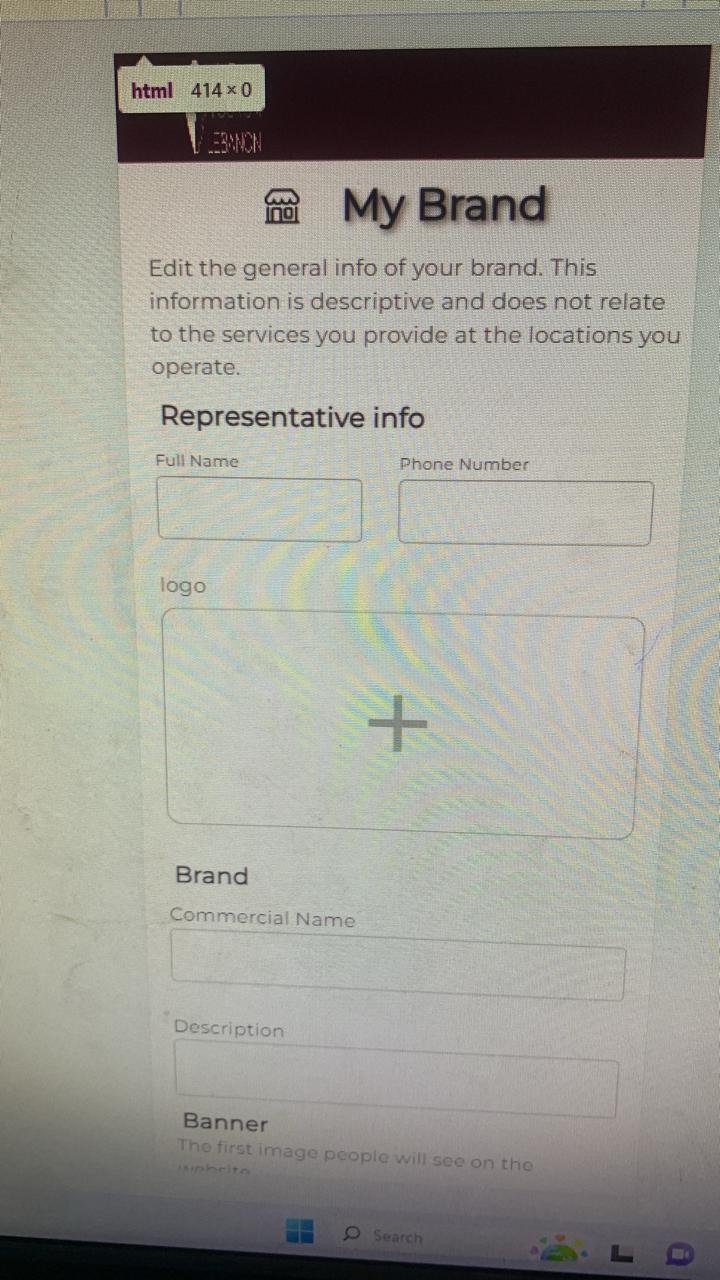 html 414 × 0
LEBANON
My Brand
Edit the general info of your brand. This
information is descriptive and does not relate
to the services you provide at the locations you
operate.
Representative info
Full Name
Phone Number
logo
Brand
Commercial Name
Description
Banner
The first image people will see on the
website
Search